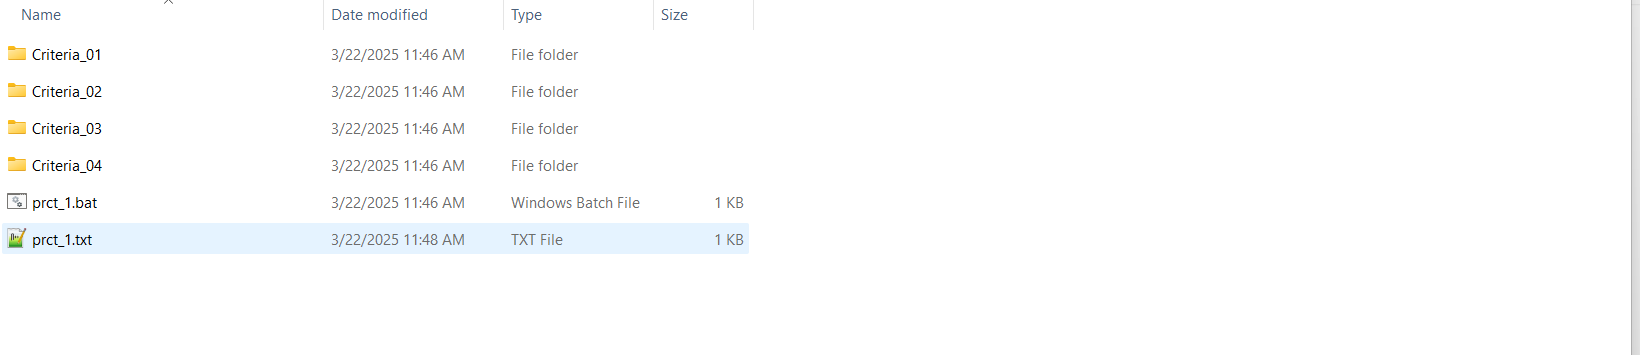 Name Date modified Type Size
Criteria_01 3/22/2025 11:46 AM File folder
Criteria_02 3/22/2025 11:46 AM File folder
Criteria_03 3/22/2025 11:46 AM File folder
Criteria_04 3/22/2025 11:46 AM File folder
prct_1.bat 3/22/2025 11:46 AM Windows Batch File 1 KB
prct_1.txt 3/22/2025 11:48 AM TXT File 1 KB